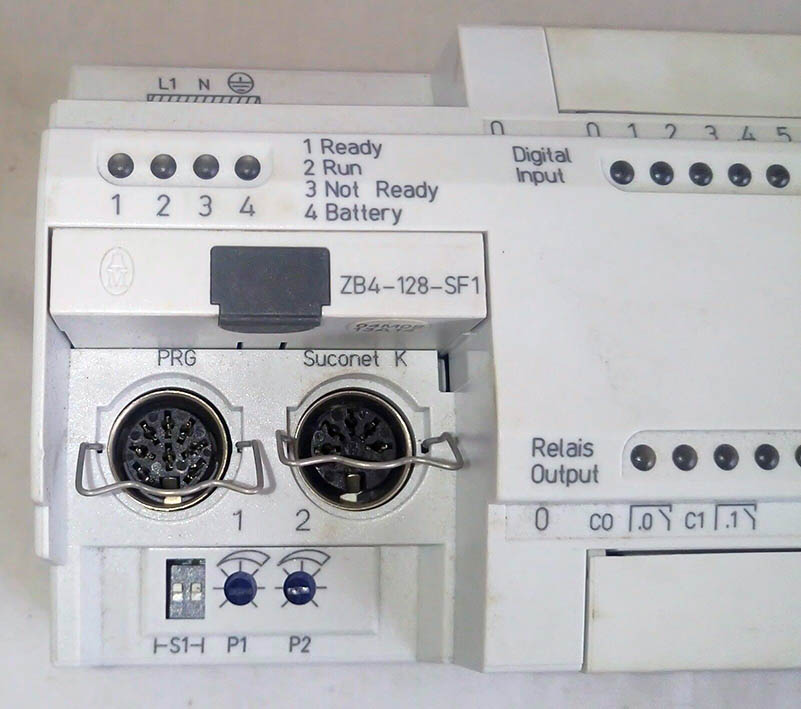 L1 N
0 0 1 2 3 4 5
1 Ready
2 Run
3 Not Ready
4 Battery
1 2 3 4
Digital
Input
ZB4-128-SF1
PRG
Suconet K
1 2
Relais
Output
0 C0 .0 C1 .1
S1 P1 P2